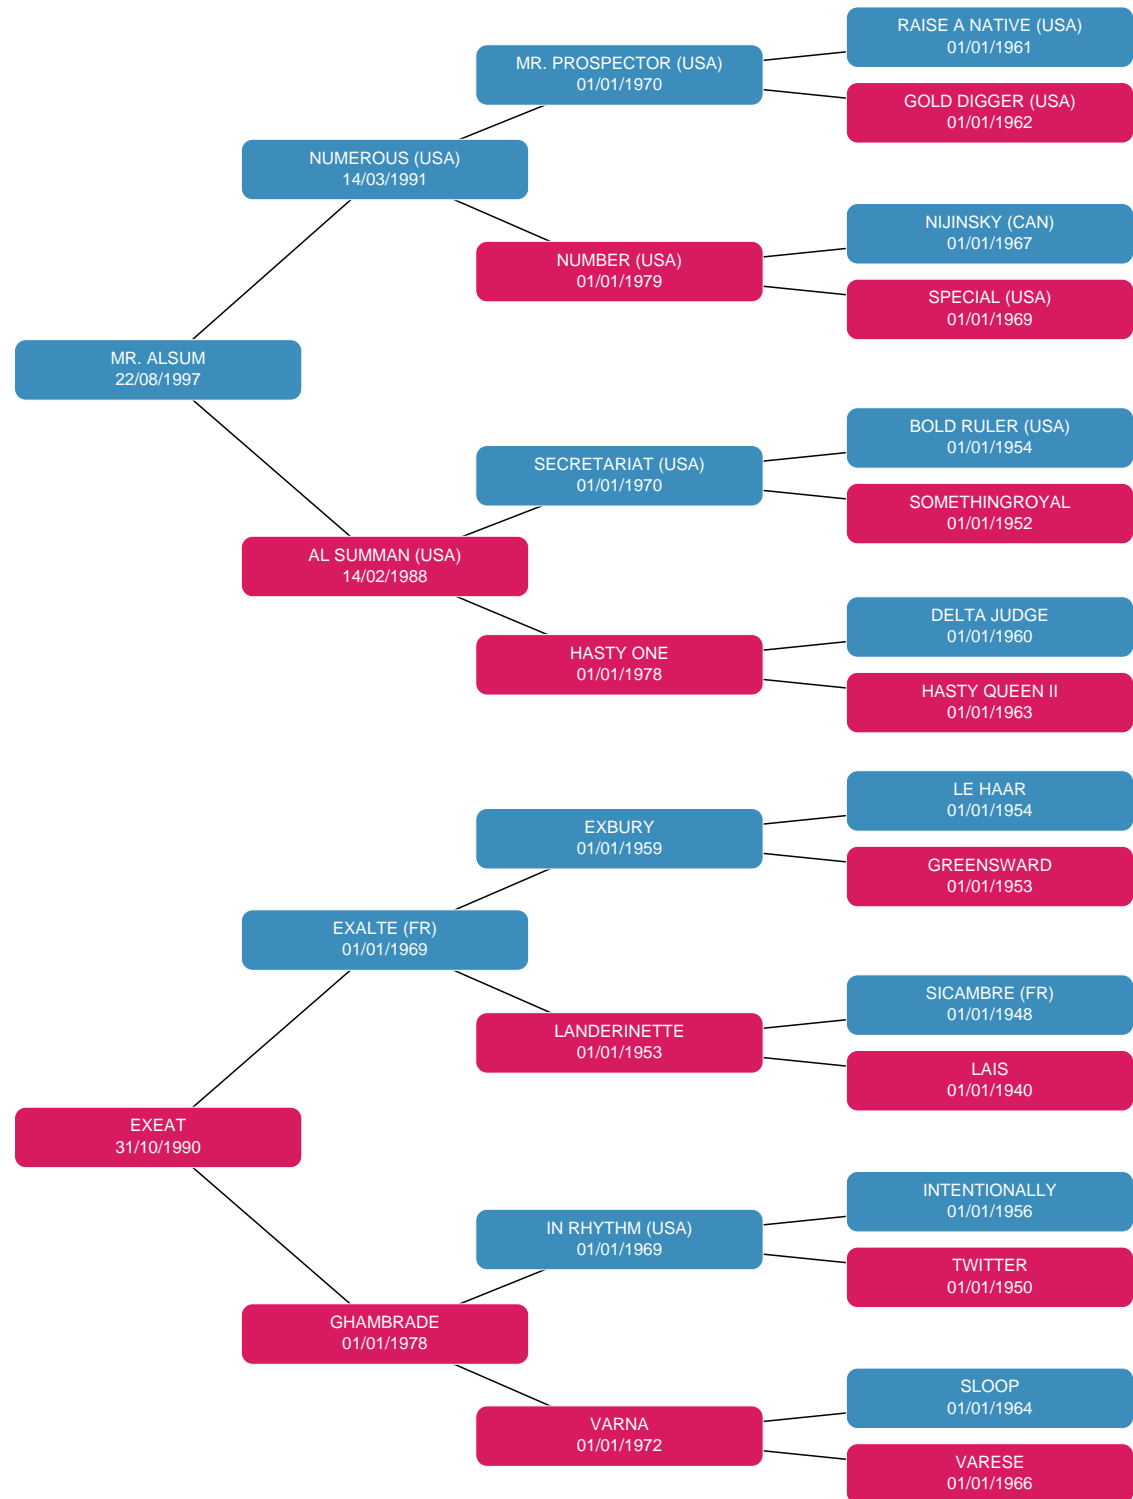 RAISE A NATIVE (USA)
01/01/1961
MR. PROSPECTOR (USA)
01/01/1970
GOLD DIGGER (USA)
01/01/1962
NUMEROUS (USA)
14/03/1991
NIJINSKY (CAN)
01/01/1967
NUMBER (USA)
01/01/1979
SPECIAL (USA)
01/01/1969
MR. ALSUM
22/08/1997
BOLD RULER (USA)
01/01/1954
SECRETARIAT (USA)
01/01/1970
SOMETHINGROYAL
01/01/1952
AL SUMMAN (USA)
14/02/1988
DELTA JUDGE
01/01/1960
HASTY ONE
01/01/1978
HASTY QUEEN II
01/01/1963
LE HAAR
01/01/1954
EXBURY
01/01/1959
GREENSWARD
01/01/1953
EXALTE (FR)
01/01/1969
SICAMBRE (FR)
01/01/1948
LANDERINETTE
01/01/1953
LAIS
01/01/1940
EXEAT
31/10/1990
INTENTIONALLY
01/01/1956
IN RHYTHM (USA)
01/01/1969
TWITTER
01/01/1950
GHAMBRADE
01/01/1978
SLOOP
01/01/1964
VARNA
01/01/1972
VARESE
01/01/1966